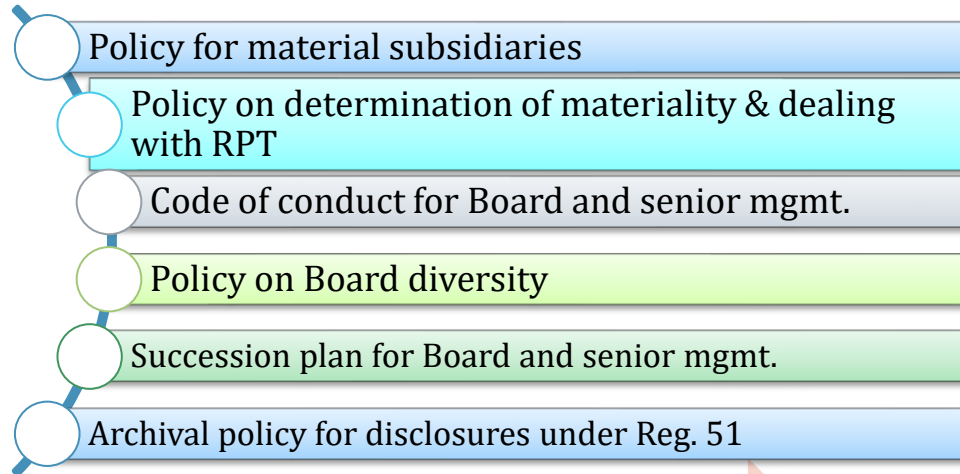 Policy for material subsidiaries
Policy on determination of materiality & dealing
with RPT
Code of conduct for Board and senior mgmt.
Policy on Board diversity
Succession plan for Board and senior mgmt.
Archival policy for disclosures under Reg. 51